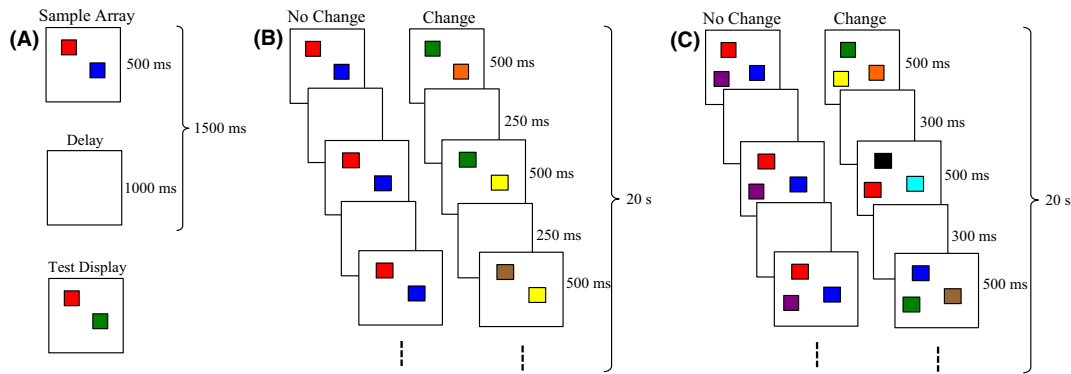 (A)
Sample Array
500 ms
Delay
1000 ms
1500 ms
Test Display
(B)
No Change
Change
500 ms
250 ms
500 ms
250 ms
500 ms
20 s
(C)
No Change
Change
500 ms
300 ms
500 ms
300 ms
500 ms
20 s